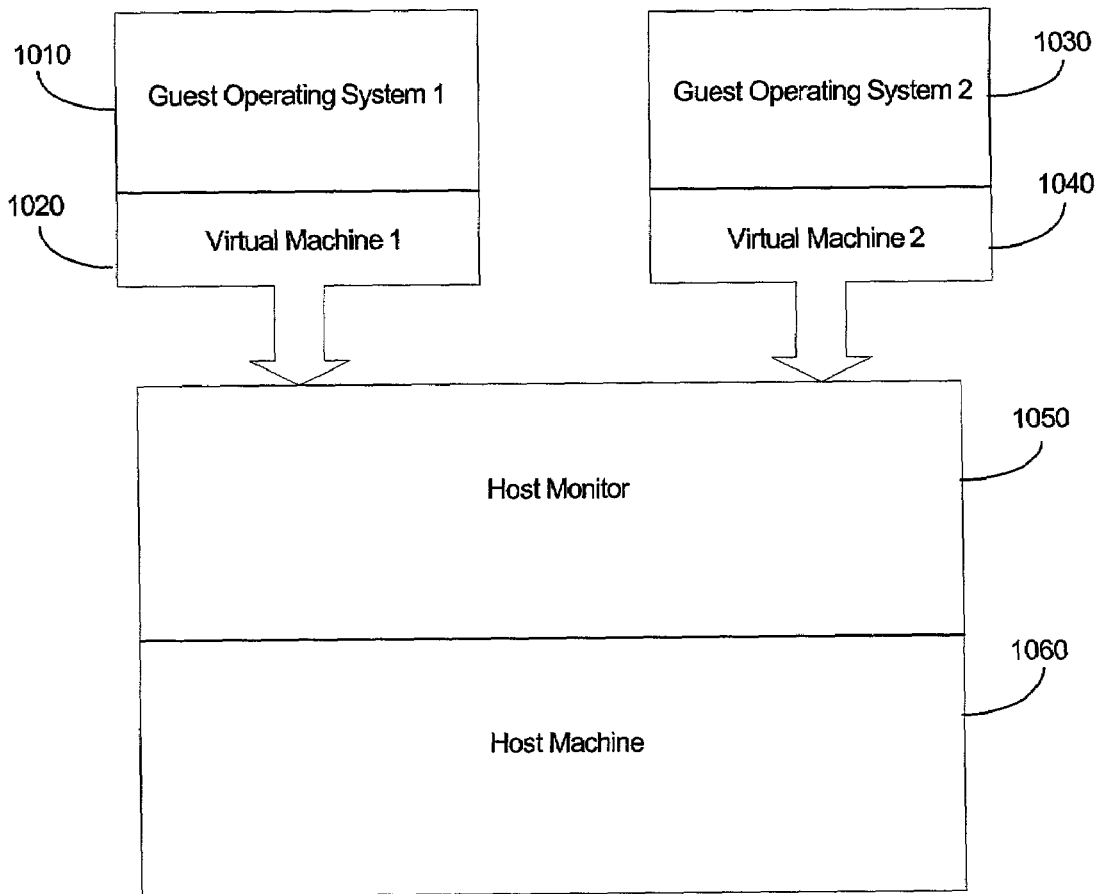 1010
Guest Operating System 1
1030
Guest Operating System 2
1020
Virtual Machine 1
1040
Virtual Machine 2
1050
Host Monitor
1060
Host Machine